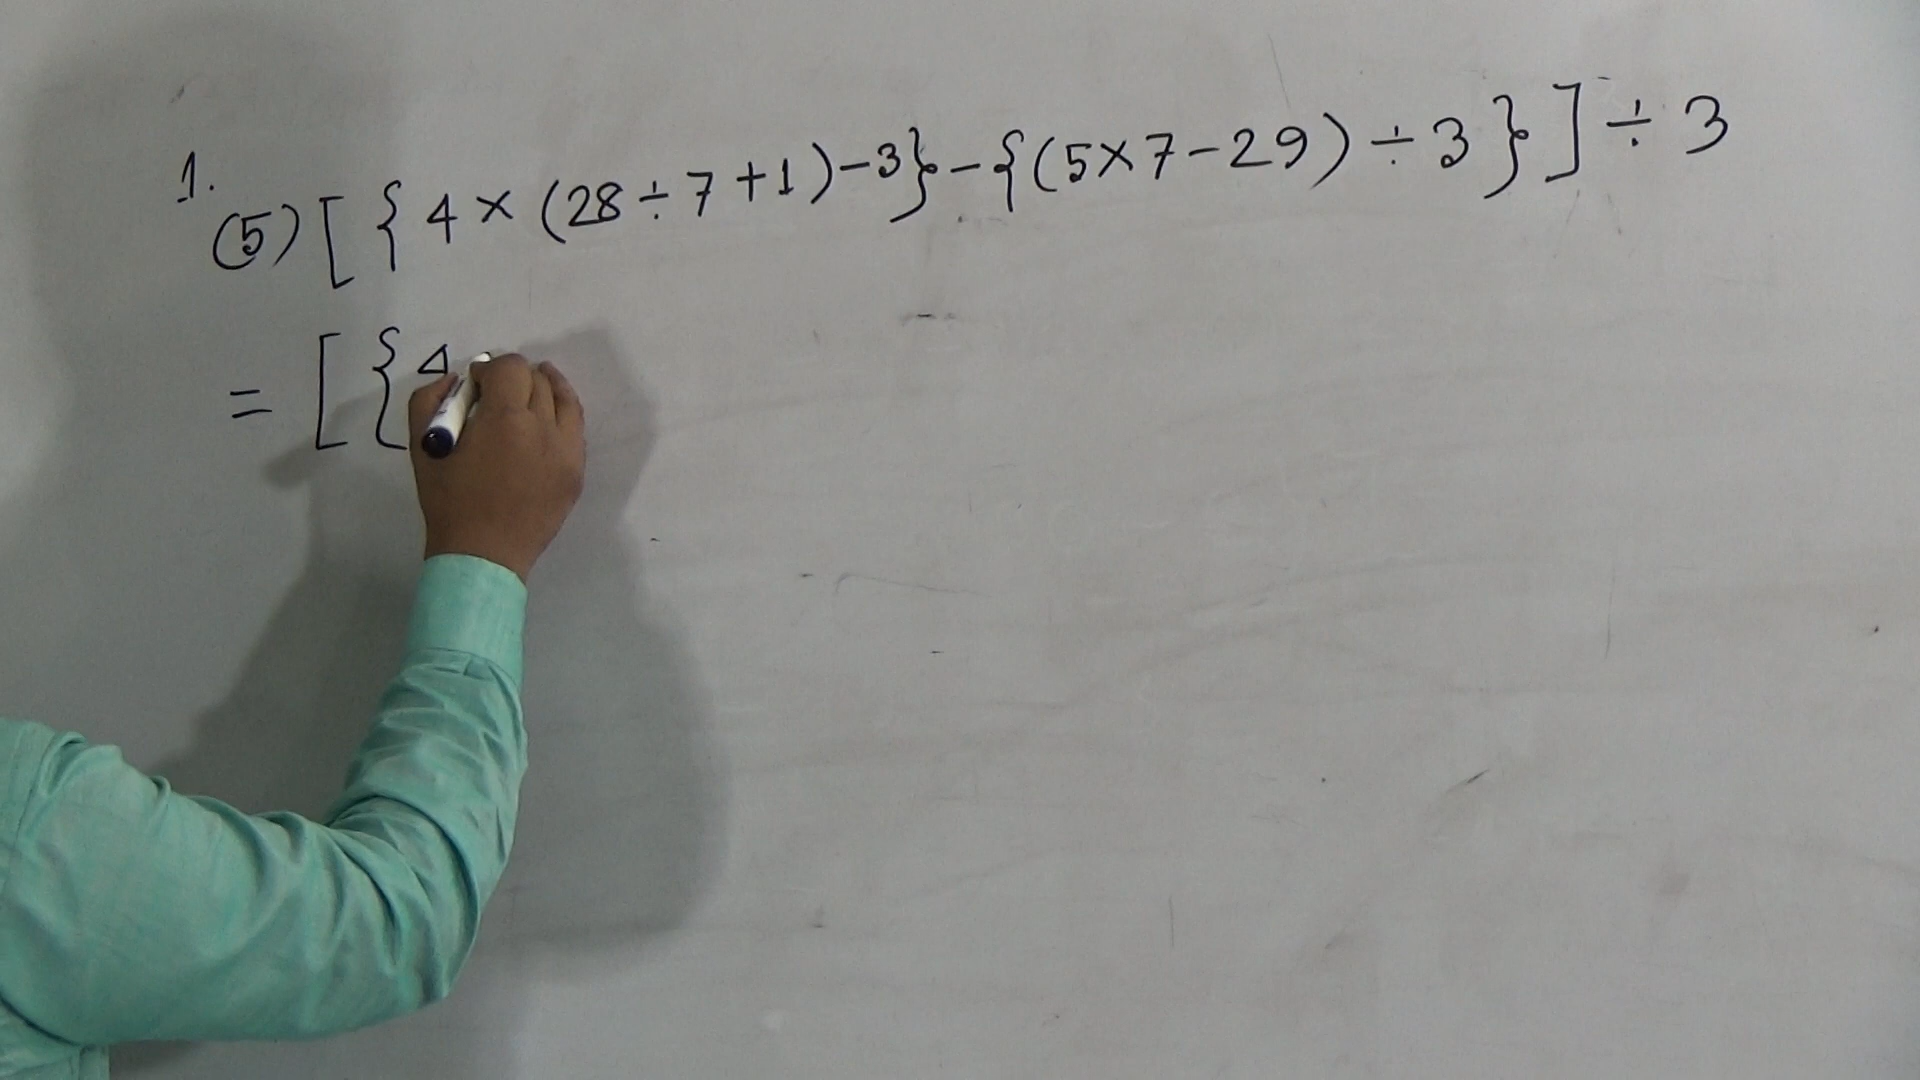 1.
(5) [ { 4 × (28 ÷ 7 + 1) - 3} - { (5 × 7 - 29) ÷ 3 } ] ÷ 3
= [ { 4